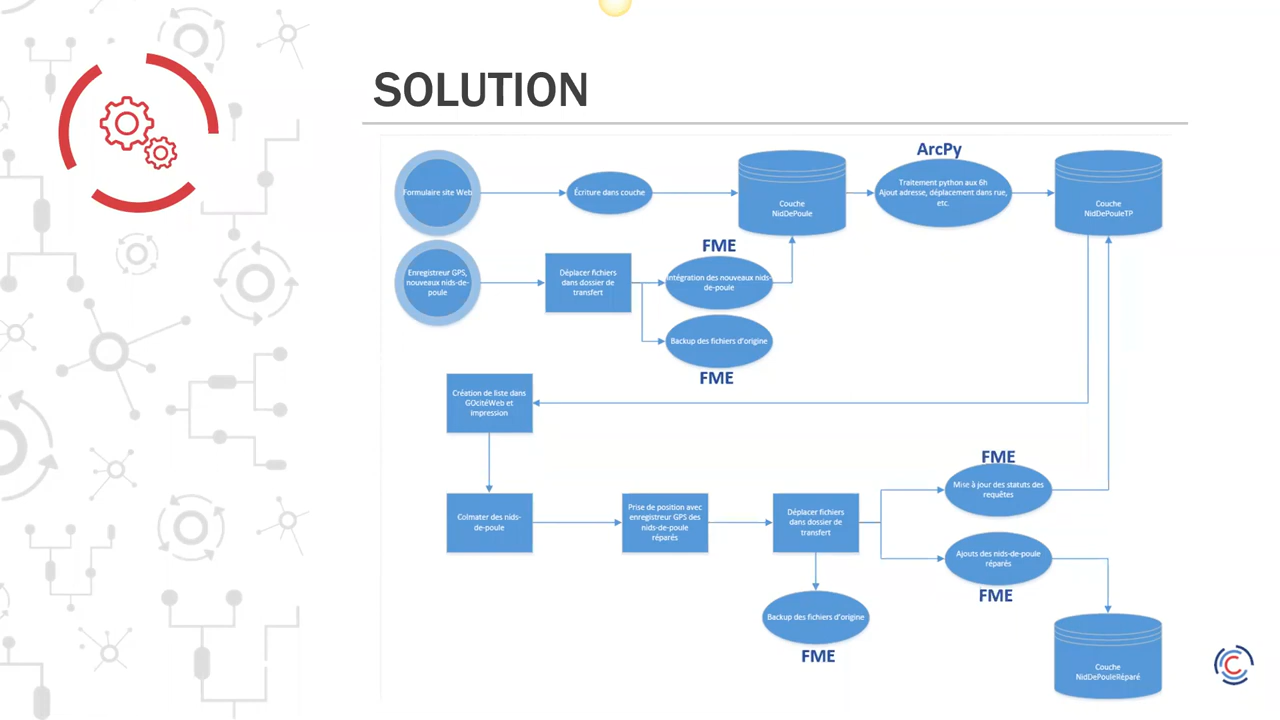 SOLUTION
Formulaire site Web
Écriture dans couche
Couche
NidDePoule
ArcPy
Traitement python aux 6h
Ajout adresse, déplacement dans rue,
etc.
Couche
NidDePouleTP
Enregistreur GPS,
nouveaux nids-de-
poule
Déplacer fichiers
dans dossier de
transfert
FME
Intégration des nouveaux nids-
de-poule
Backup des fichiers d'origine
FME
Création de liste dans
GOcitéWeb et
impression
Colmater des nids-
de-poule
Prise de position avec
enregistreur GPS des
nids-de-poule
réparés
Déplacer fichiers
dans dossier de
transfert
FME
Mise à jour des statuts des
requêtes
Ajouts des nids-de-poule
réparés
FME
Backup des fichiers d'origine
FME
Couche
NidDePouleRéparé